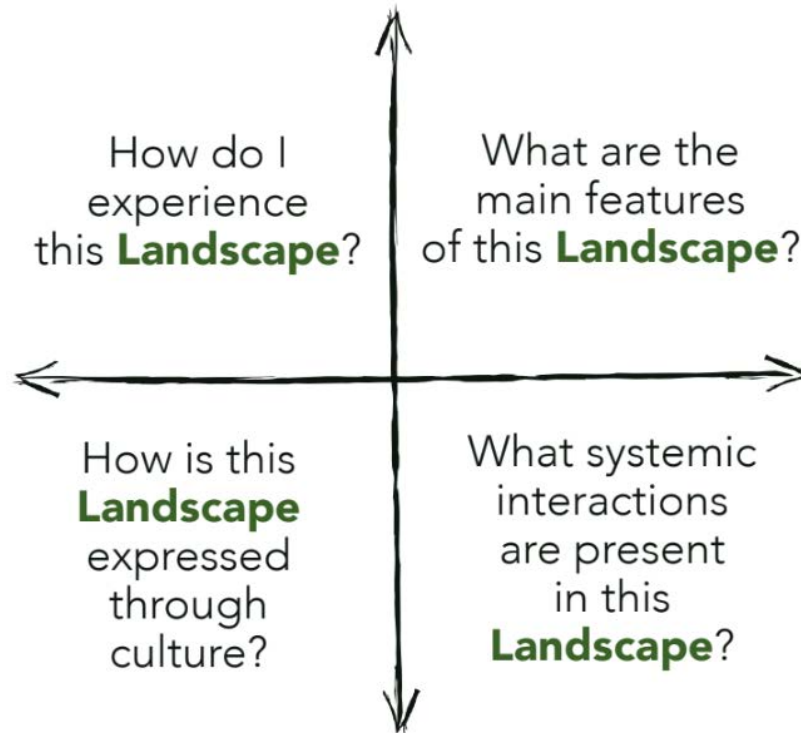 How do I
experience
this Landscape?
What are the
main features
of this Landscape?
How is this
Landscape
expressed
through
culture?
What systemic
interactions
are present
in this
Landscape?